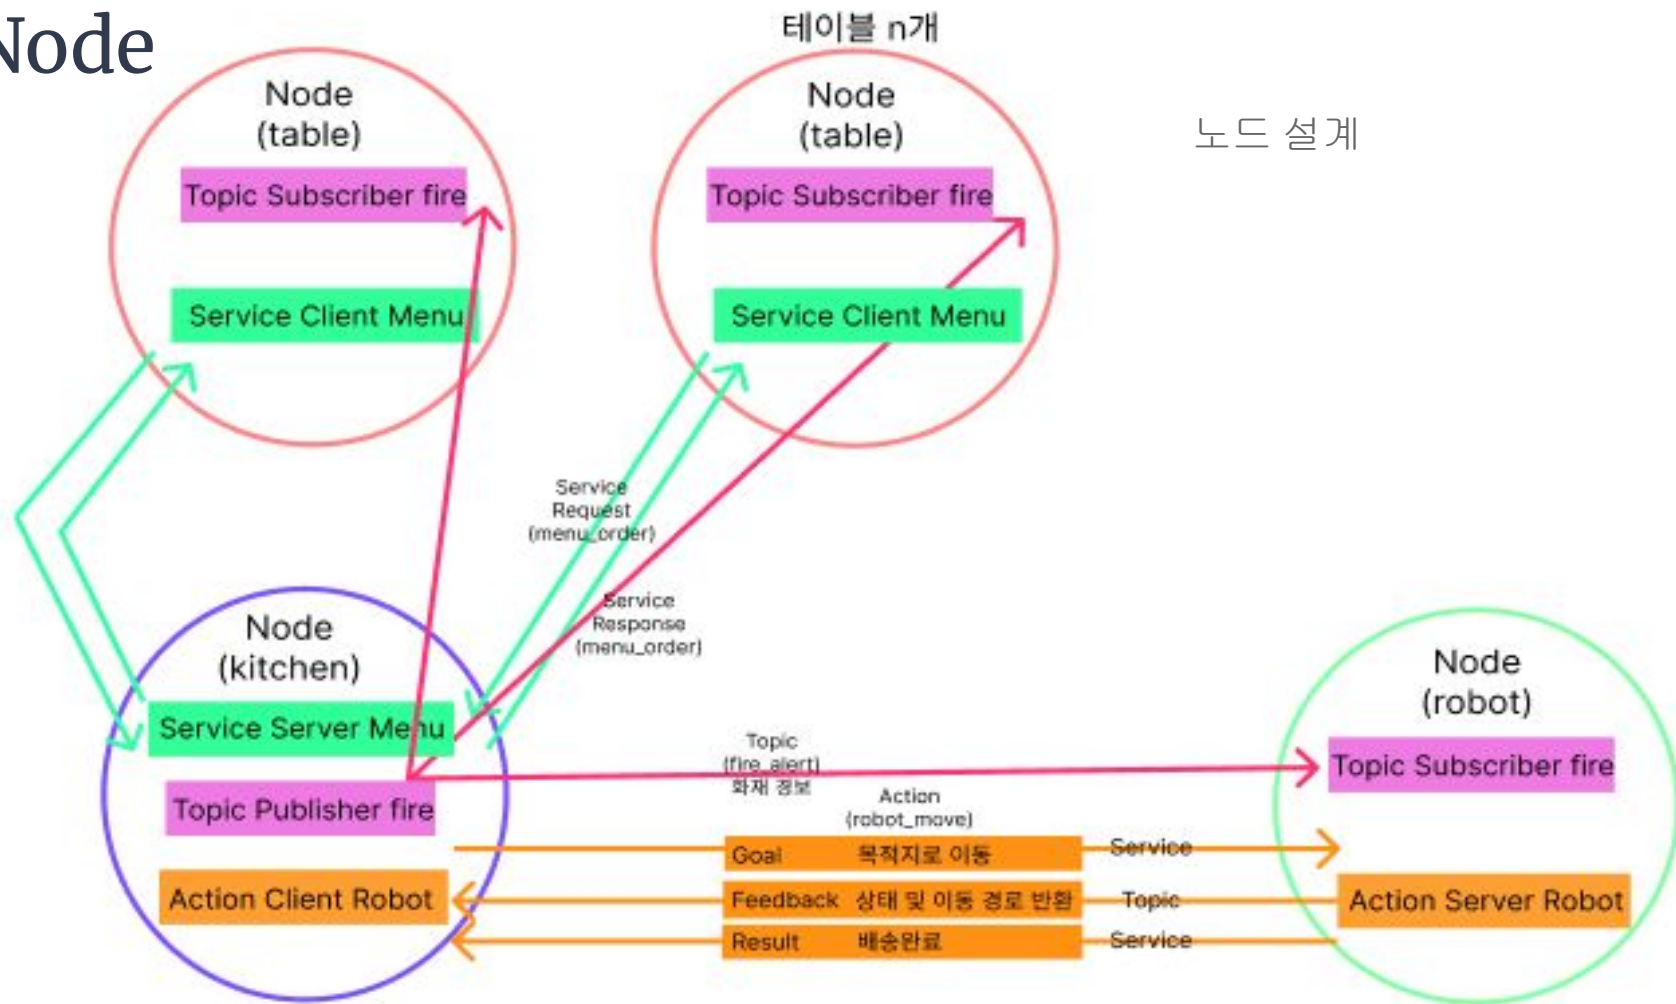 Node
테이블 n개
노드 설계
Node
(table)
Topic Subscriber fire
Service Client Menu
Node
(table)
Topic Subscriber fire
Service Client Menu
Service
Request
(menu_order)
Service
Response
(menu_order)
Node
(kitchen)
Service Server Menu
Topic Publisher fire
Action Client Robot
Topic
(fire_alert)
화재 경보
Action
(robot_move)
Goal 목적지로 이동 Service
Feedback 상태 및 이동 경로 반환 Topic
Result 배송완료 Service
Node
(robot)
Topic Subscriber fire
Action Server Robot